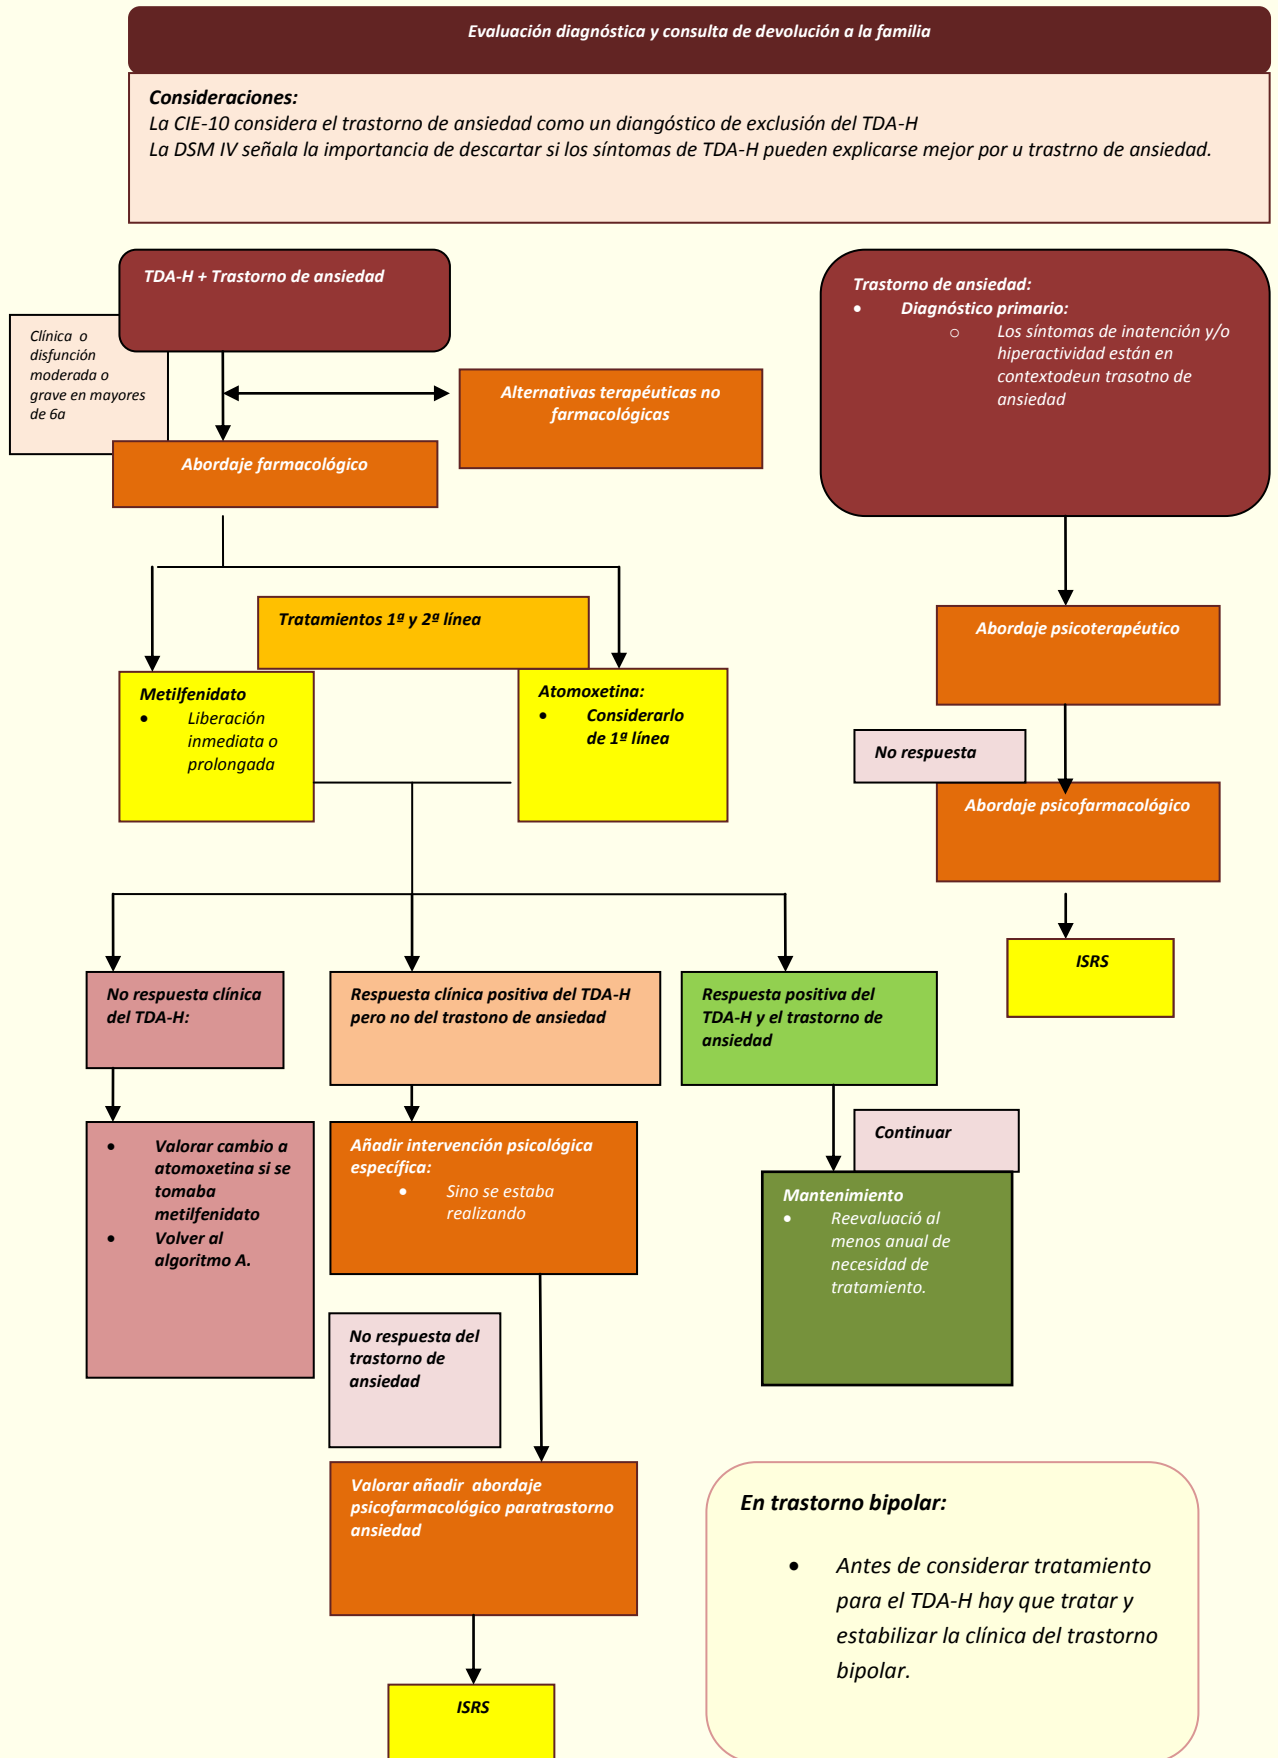 Evaluación diagnóstica y consulta de devolución a la familia
Consideraciones:
La CIE-10 considera el trastorno de ansiedad como un diangóstico de exclusión del TDA-H
La DSM IV señala la importancia de descartar si los síntomas de TDA-H pueden explicarse mejor por u trastrno de ansiedad.
TDA-H + Trastorno de ansiedad
Clínica o
disfunción
moderada o
grave en mayores
de 6a
Alternativas terapéuticas no
farmacológicas
Abordaje farmacológico
Trastorno de ansiedad:
• Diagnóstico primario:
o Los síntomas de inatención y/o
hiperactividad están en
contextodeun trasotno de
ansiedad
Tratamientos 1ª y 2ª línea
Metilfenidato
• Liberación
inmediata o
prolongada
Atomoxetina:
• Considerarlo
de 1ª línea
Abordaje psicoterapéutico
No respuesta
Abordaje psicofarmacológico
ISRS
No respuesta clínica
del TDA-H:
Respuesta clínica positiva del TDA-H
pero no del trastono de ansiedad
Respuesta positiva del
TDA-H y el trastorno de
ansiedad
• Valorar cambio a
atomoxetina si se
tomaba
metilfenidato
• Volver al
algoritmo A.
Añadir intervención psicológica
específica:
• Sino se estaba
realizando
Continuar
Mantenimiento
• Reevaluació al
menos anual de
necesidad de
tratamiento.
No respuesta del
trastorno de
ansiedad
Valorar añadir abordaje
psicofarmacológico paratrastorno
ansiedad
ISRS
En trastorno bipolar:
• Antes de considerar tratamiento
para el TDA-H hay que tratar y
estabilizar la clínica del trastorno
bipolar.